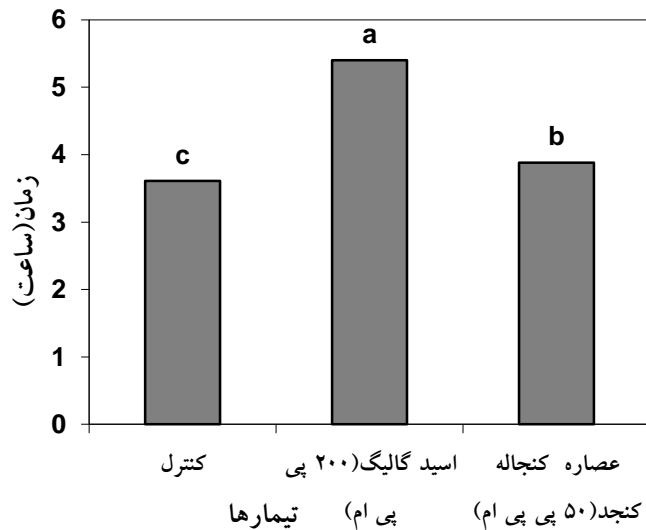 6
a
5
b
4
c
3
2
1
0
زمان(ساعت)
کنترل
اسید گالیگ(۲۰۰ پی
پی ام)
عصاره کنجاله
کنجد(۵۰ پی پی ام)
تیمارها